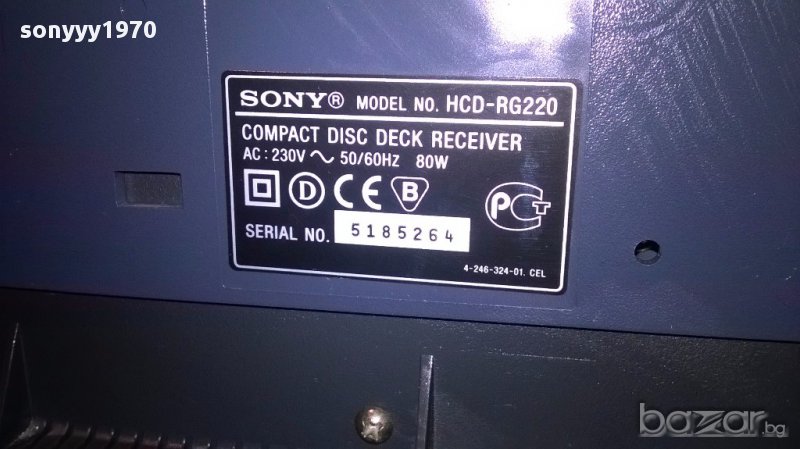 sonyyy1970
SONY® MODEL NO. HCD-RG220
COMPACT DISC DECK RECEIVER
AC: 230V ~ 50/60HZ 80W
D CE B PCT
SERIAL NO. 5185264
4-246-324-01. CEL
bazar.bg